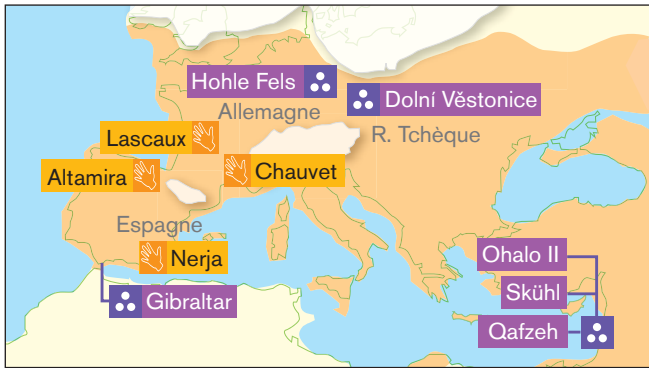 Hohle Fels
Allemagne
Dolní Věstonice
R. Tchèque
Lascaux
Altamira
Chauvet
Espagne
Nerja
Gibraltar
Ohalo II
Skühl
Qafzeh